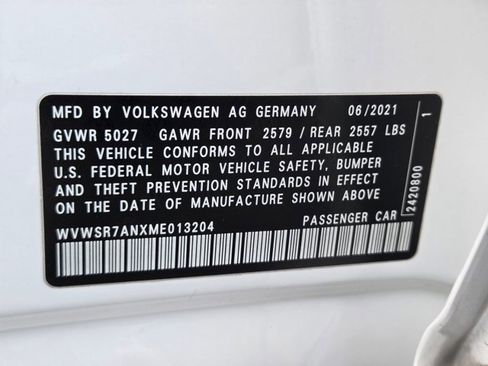 MFD BY VOLKSWAGEN AG GERMANY 06/2021
GVWR 5027 GAWR FRONT 2579 / REAR 2557 LBS
THIS VEHICLE CONFORMS TO ALL APPLICABLE
U.S. FEDERAL MOTOR VEHICLE SAFETY, BUMPER
AND THEFT PREVENTION STANDARDS IN EFFECT
ON THE DATE OF MANUFACTURE SHOWN ABOVE
WVWSR7ANXME013204 PASSENGER CAR
2420800 1